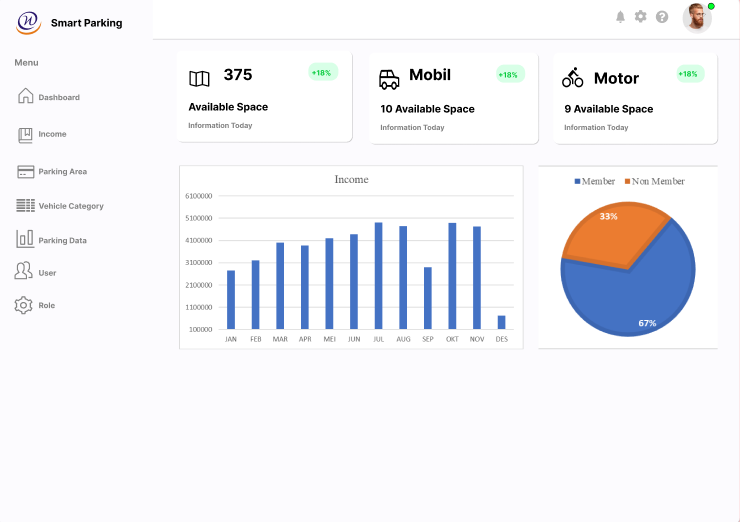 Smart Parking
Menu
Dashboard
Income
Parking Area
Vehicle Category
Parking Data
User
Role
375
+18%
Available Space
Information Today
Mobil
+18%
10 Available Space
Information Today
Motor
+18%
9 Available Space
Information Today
Income
6100000
5100000
4100000
3100000
2100000
1100000
100000
JAN FEB MAR APR MEI JUN JUL AUG SEP OKT NOV DES
Member Non Member
33%
67%